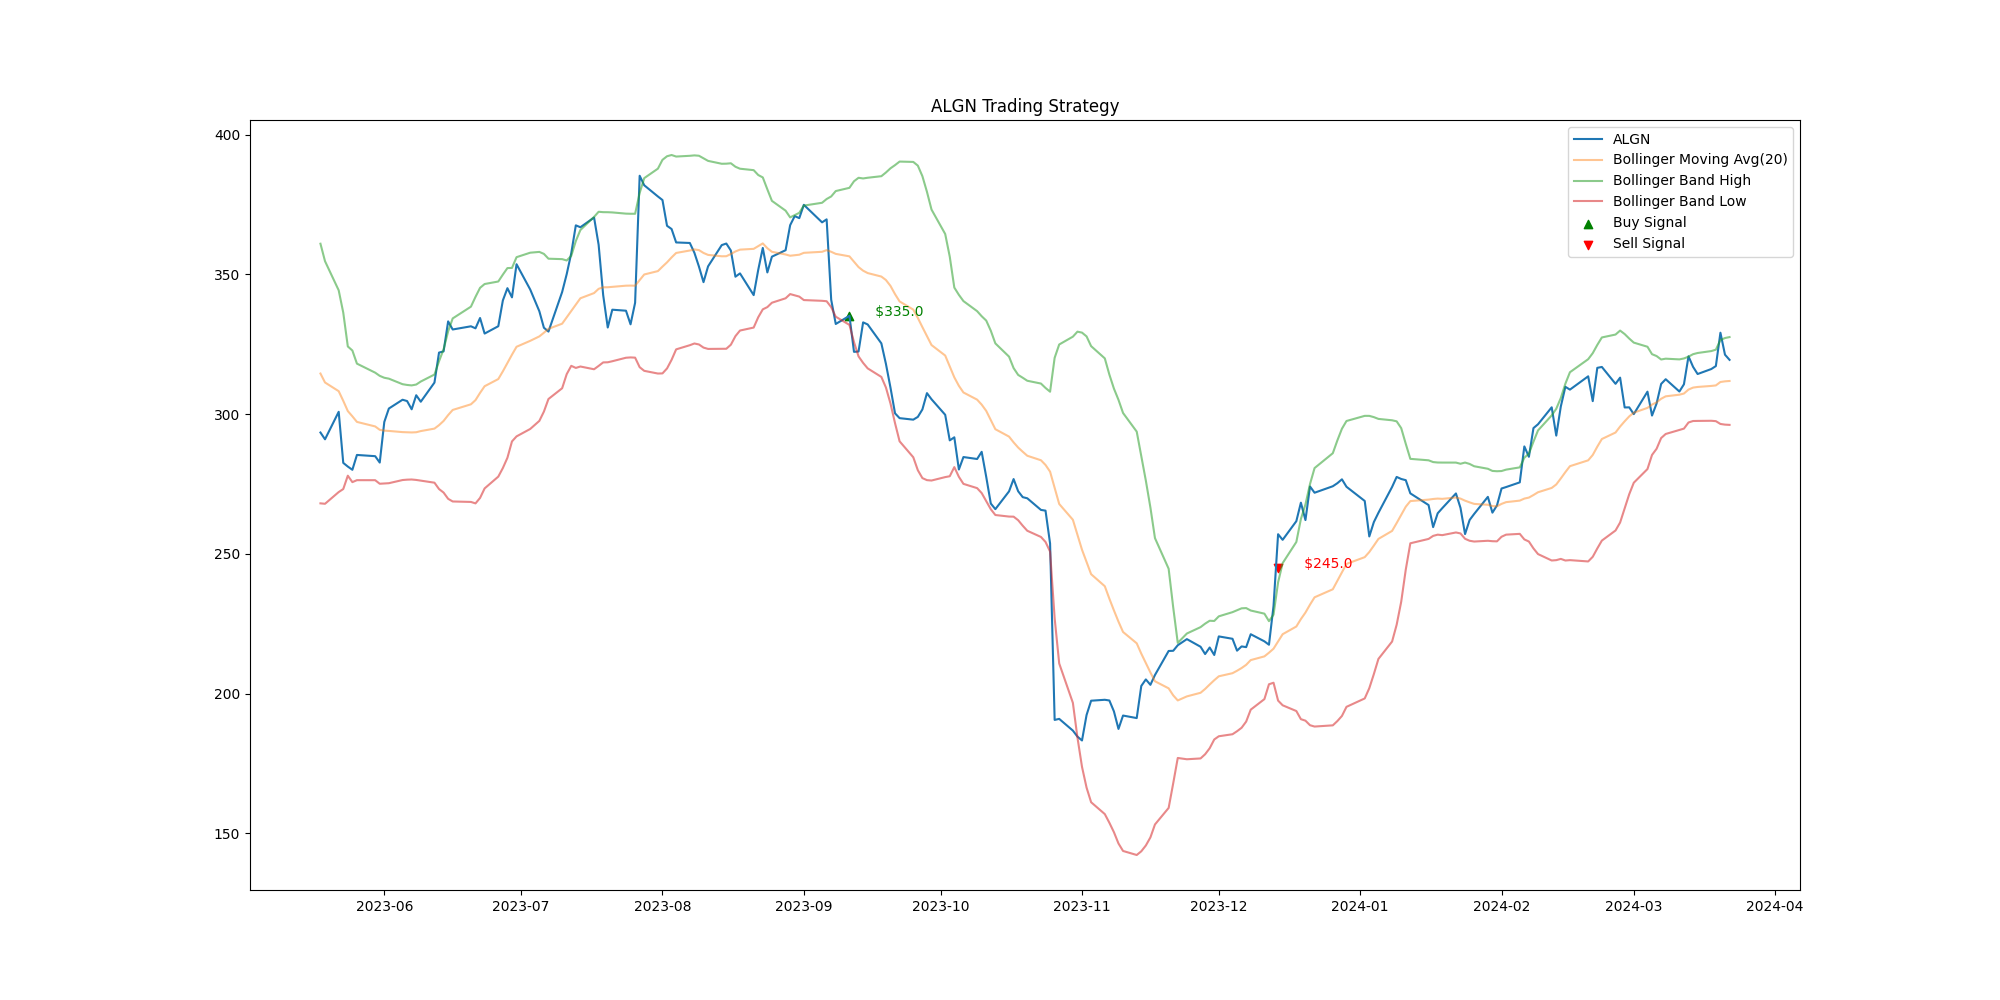 ALGN Trading Strategy
400
350
300
250
200
150
ALGN
Bollinger Moving Avg(20)
Bollinger Band High
Bollinger Band Low
Buy Signal
Sell Signal
$335.0
$245.0
2023-06 2023-07 2023-08 2023-09 2023-10 2023-11 2023-12 2024-01 2024-02 2024-03 2024-04